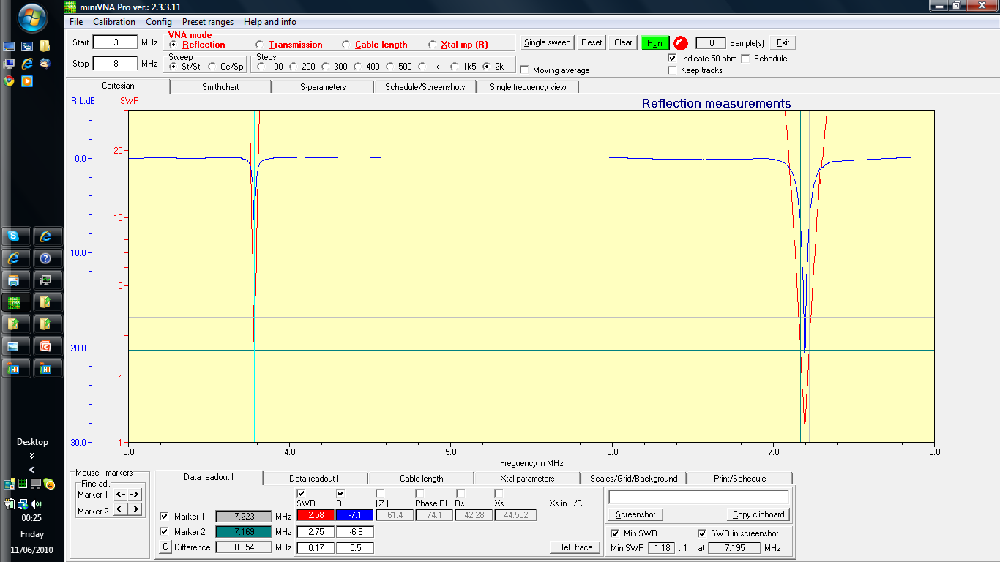 miniVNA Pro ver.: 2.3.3.11
File Calibration Config Preset ranges Help and info
Start 3 MHz
Stop 8 MHz
VNA mode
Reflection Transmission Cable length Xtal mp (R)
Sweep
St/St Ce/Sp
Steps
100 200 300 400 500 1k 1k5 2k
Single sweep Reset Clear Run 0 Sample(s) Exit
Moving average
Indicate 50 ohm Schedule
Keep tracks
Cartesian Smithchart S-parameters Schedule/Screenshots Single frequency view
R.L.dB SWR
Reflection measurements
20
0.0
10
-10.0
5
-20.0
2
-30.0 1
3.0 4.0 5.0 6.0 7.0 8.0
Freguency in MHz
Desktop
00:25
Friday
11/06/2010
Mouse - markers
Fine adj.
Marker 1 <- ->
Marker 2 <- ->
Data readout I Data readout II Cable length Xtal parameters Scales/Grid/Background Print/Schedule
SWR RL |Z| Phase RL Rs Xs Xs in L/C
Marker 1 7.223 MHz 2.58 -7.1 61.4 74.1 42.28 44.552
Marker 2 7.169 MHz 2.75 -6.6
C Difference 0.054 MHz 0.17 0.5
Ref. trace
Screenshot Copy clipboard
Min SWR SWR in screenshot
Min SWR 1.18 : 1 at 7.195 MHz